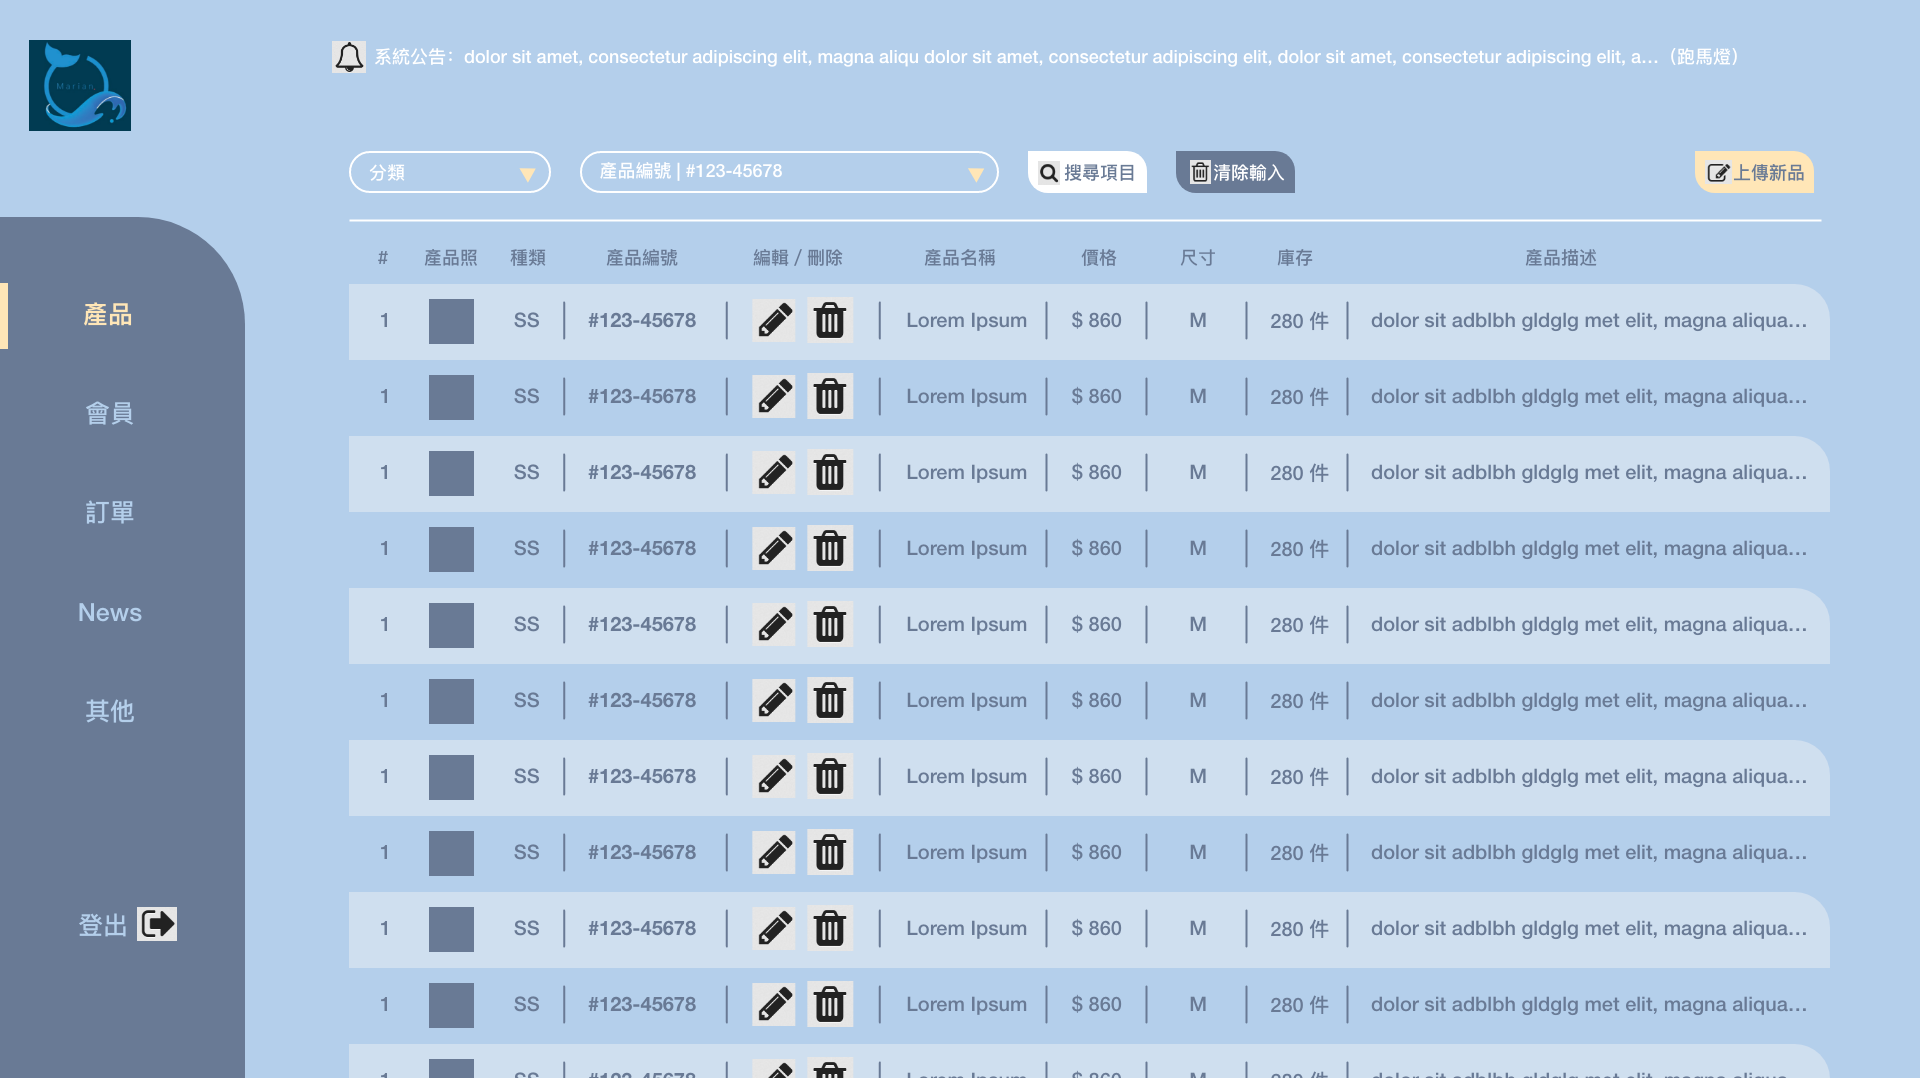 Marian.
系統公告：dolor sit amet, consectetur adipiscing elit, magna aliqu dolor sit amet, consectetur adipiscing elit, dolor sit amet, consectetur adipiscing elit, a...（跑馬燈）
分類
產品編號 | #123-45678
搜尋項目
清除輸入
上傳新品
產品
會員
訂單
News
其他
登出
# 產品照 種類 產品編號 編輯 / 刪除 產品名稱 價格 尺寸 庫存 產品描述
1 SS #123-45678 Lorem Ipsum $ 860 M 280 件 dolor sit adblbh gldglg met elit, magna aliqua...
1 SS #123-45678 Lorem Ipsum $ 860 M 280 件 dolor sit adblbh gldglg met elit, magna aliqua...
1 SS #123-45678 Lorem Ipsum $ 860 M 280 件 dolor sit adblbh gldglg met elit, magna aliqua...
1 SS #123-45678 Lorem Ipsum $ 860 M 280 件 dolor sit adblbh gldglg met elit, magna aliqua...
1 SS #123-45678 Lorem Ipsum $ 860 M 280 件 dolor sit adblbh gldglg met elit, magna aliqua...
1 SS #123-45678 Lorem Ipsum $ 860 M 280 件 dolor sit adblbh gldglg met elit, magna aliqua...
1 SS #123-45678 Lorem Ipsum $ 860 M 280 件 dolor sit adblbh gldglg met elit, magna aliqua...
1 SS #123-45678 Lorem Ipsum $ 860 M 280 件 dolor sit adblbh gldglg met elit, magna aliqua...
1 SS #123-45678 Lorem Ipsum $ 860 M 280 件 dolor sit adblbh gldglg met elit, magna aliqua...
1 SS #123-45678 Lorem Ipsum $ 860 M 280 件 dolor sit adblbh gldglg met elit, magna aliqua...